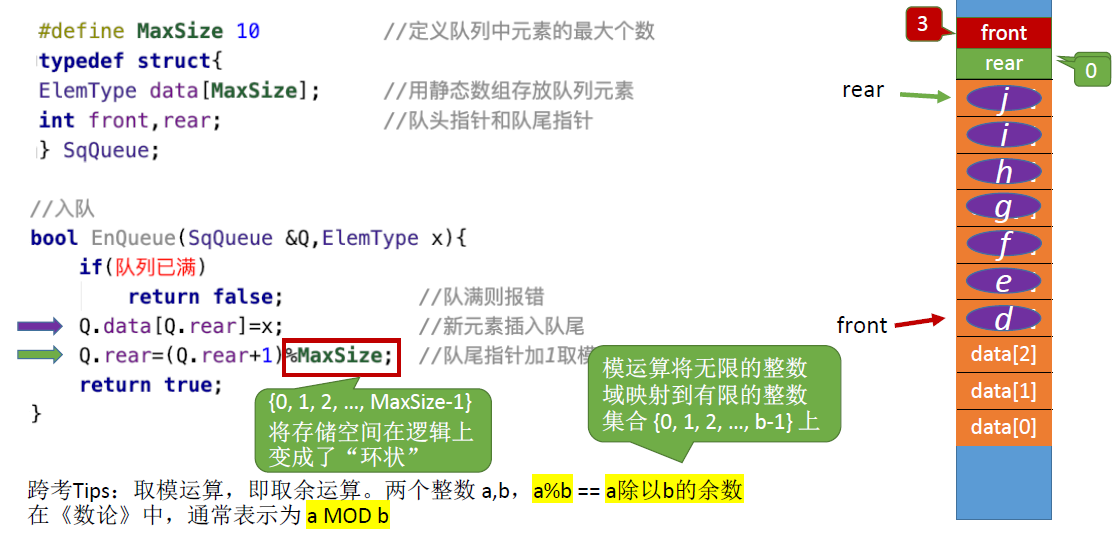 #define MaxSize 10 //定义队列中元素的最大个数
typedef struct{
ElemType data[MaxSize]; //用静态数组存放队列元素
int front,rear; //队头指针和队尾指针
} SqQueue;
//入队
bool EnQueue(SqQueue &Q,ElemType x){
if(队列已满)
return false; //队满则报错
Q.data[Q.rear]=x; //新元素插入队尾
Q.rear=(Q.rear+1)%MaxSize; //队尾指针加1取模
return true;
}
{0, 1, 2, …, MaxSize-1}
将存储空间在逻辑上
变成了“环状”
模运算将无限的整数
域映射到有限的整数
集合 {0, 1, 2, …, b-1} 上
跨考Tips：取模运算，即取余运算。两个整数 a,b，a%b == a除以b的余数
在《数论》中，通常表示为 a MOD b
3
front
rear
0
rear
j
i
h
g
f
e
front
d
data[2]
data[1]
data[0]